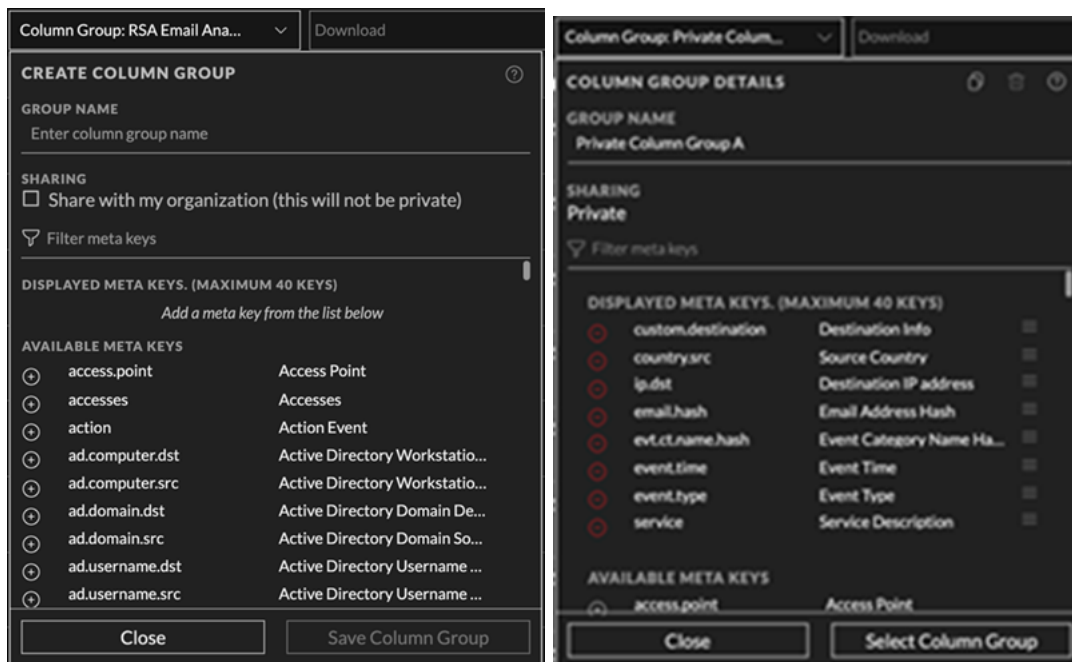 Column Group: RSA Email Ana...
Download
CREATE COLUMN GROUP
GROUP NAME
Enter column group name
SHARING
Share with my organization (this will not be private)
Filter meta keys
DISPLAYED META KEYS. (MAXIMUM 40 KEYS)
Add a meta key from the list below
AVAILABLE META KEYS
access.point Access Point
accesses Accesses
action Action Event
ad.computer.dst Active Directory Workstatio...
ad.computer.src Active Directory Workstatio...
ad.domain.dst Active Directory Domain De...
ad.domain.src Active Directory Domain So...
ad.username.dst Active Directory Username ...
ad.username.src Active Directory Username ...
Close
Save Column Group
Column Group: Private Colum...
Download
COLUMN GROUP DETAILS
GROUP NAME
Private Column Group A
SHARING
Private
Filter meta keys
DISPLAYED META KEYS. (MAXIMUM 40 KEYS)
custom.destination Destination Info
country.src Source Country
ip.dst Destination IP address
email.hash Email Address Hash
evt.ct.name.hash Event Category Name Ha...
event.time Event Time
event.type Event Type
service Service Description
AVAILABLE META KEYS
access.point Access Point
Close
Select Column Group